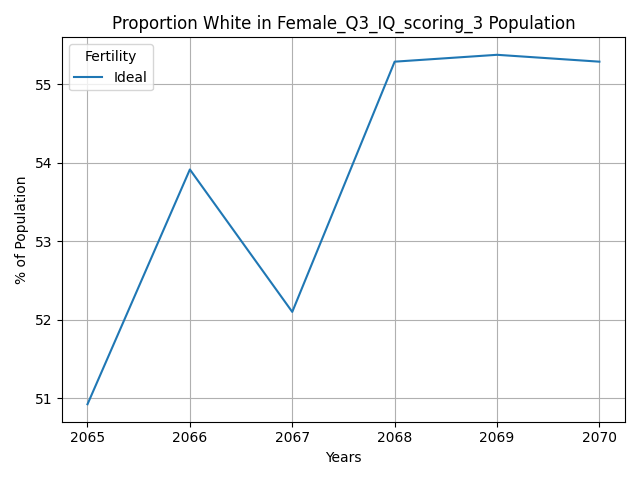 Proportion White in Female_Q3_IQ_scoring_3 Population
Fertility
Ideal
% of Population
55
54
53
52
51
2065 2066 2067 2068 2069 2070
Years